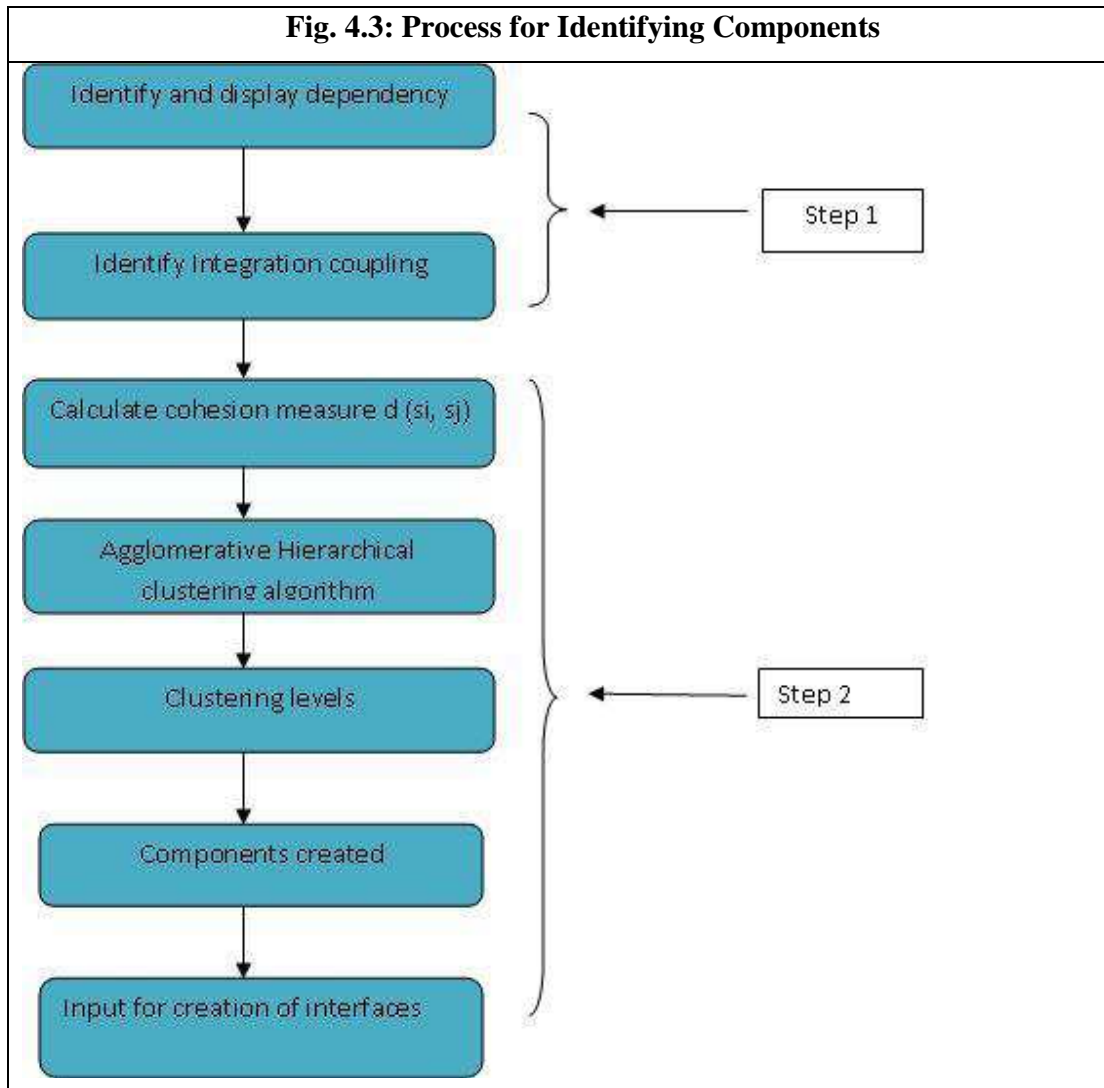 Fig. 4.3: Process for Identifying Components
Identify and display dependency
Identify Integration coupling
Step 1
Calculate cohesion measure d (si, sj)
Agglomerative Hierarchical
clustering algorithm
Clustering levels
Step 2
Components created
Input for creation of interfaces